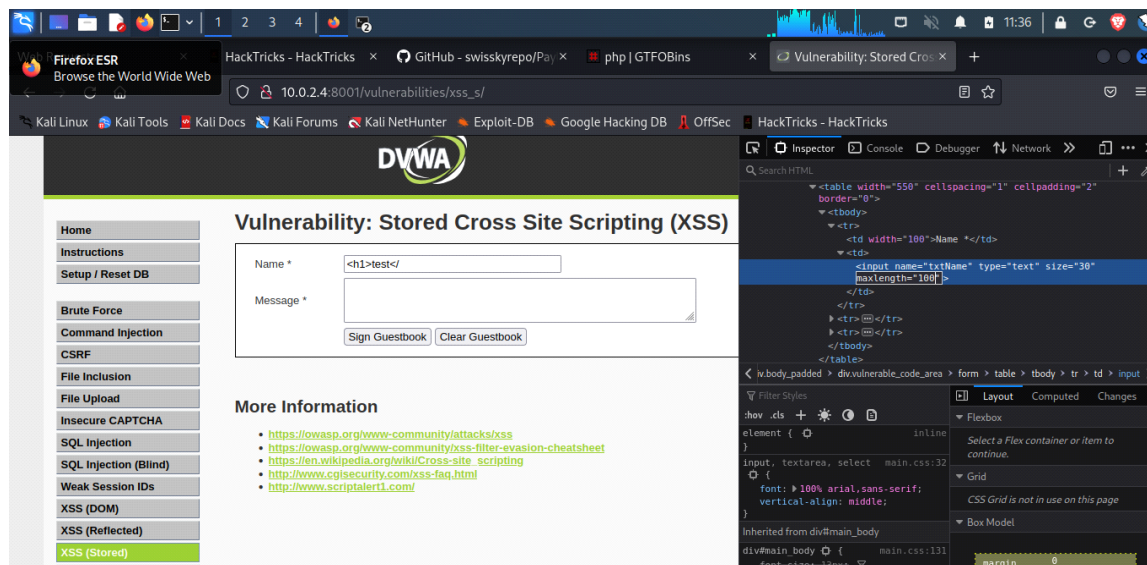 1 2 3 4 2 11:36
Firefox ESR
Browse the World Wide Web
HackTricks - HackTricks × GitHub - swisskyrepo/Pay × php | GTFOBins × Vulnerability: Stored Cros × +
10.0.2.4:8001/vulnerabilities/xss_s/
Kali Linux Kali Tools Kali Docs Kali Forums Kali NetHunter Exploit-DB Google Hacking DB OffSec HackTricks - HackTricks
DVWA
Home
Instructions
Setup / Reset DB
Brute Force
Command Injection
CSRF
File Inclusion
File Upload
Insecure CAPTCHA
SQL Injection
SQL Injection (Blind)
Weak Session IDs
XSS (DOM)
XSS (Reflected)
XSS (Stored)
Vulnerability: Stored Cross Site Scripting (XSS)
Name * <h1>test</
Message *
Sign Guestbook Clear Guestbook
More Information
https://owasp.org/www-community/attacks/xss
https://owasp.org/www-community/xss-filter-evasion-cheatsheet
https://en.wikipedia.org/wiki/Cross-site_scripting
http://www.cgisecurity.com/xss-faq.html
http://www.scriptalert1.com/
Inspector Console Debugger Network
Search HTML
<table width="550" cellspacing="1" cellpadding="2"
border="0">
<tbody>
<tr>
<td width="100">Name *</td>
<td>
<input name="txtName" type="text" size="30"
maxlength="100">
</td>
</tr>
<tr>
</tr>
<tr>
</tr>
</tbody>
</table>
iv.body_padded > div.vulnerable_code_area > form > table > tbody > tr > td > input
Filter Styles
:hov .cls +
element { inline
}
input, textarea, select main.css:32
{
font: 100% arial,sans-serif;
vertical-align: middle;
}
Inherited from div#main_body
div#main_body { main.css:131
Layout Computed Changes
Flexbox
Select a Flex container or item to
continue.
Grid
CSS Grid is not in use on this page
Box Model
margin 0